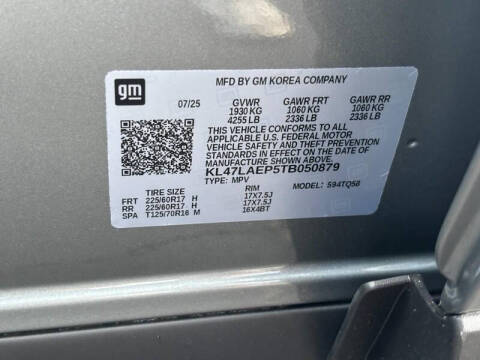 gm
MFD BY GM KOREA COMPANY
07/25 GVWR GAWR FRT GAWR RR
1930 KG 1060 KG 1060 KG
4255 LB 2336 LB 2336 LB
THIS VEHICLE CONFORMS TO ALL
APPLICABLE U.S. FEDERAL MOTOR
VEHICLE SAFETY AND THEFT
PREVENTION STANDARDS IN EFFECT ON
THE DATE OF MANUFACTURE SHOWN ABOVE.
KL47LAEP5TB050879
TYPE: MPV MODEL: 594TQ58
TIRE SIZE RIM
FRT 225/60R17 H 17X7.5J
RR 225/60R17 H 17X7.5J
SPA T125/70R16 M 16X4BT